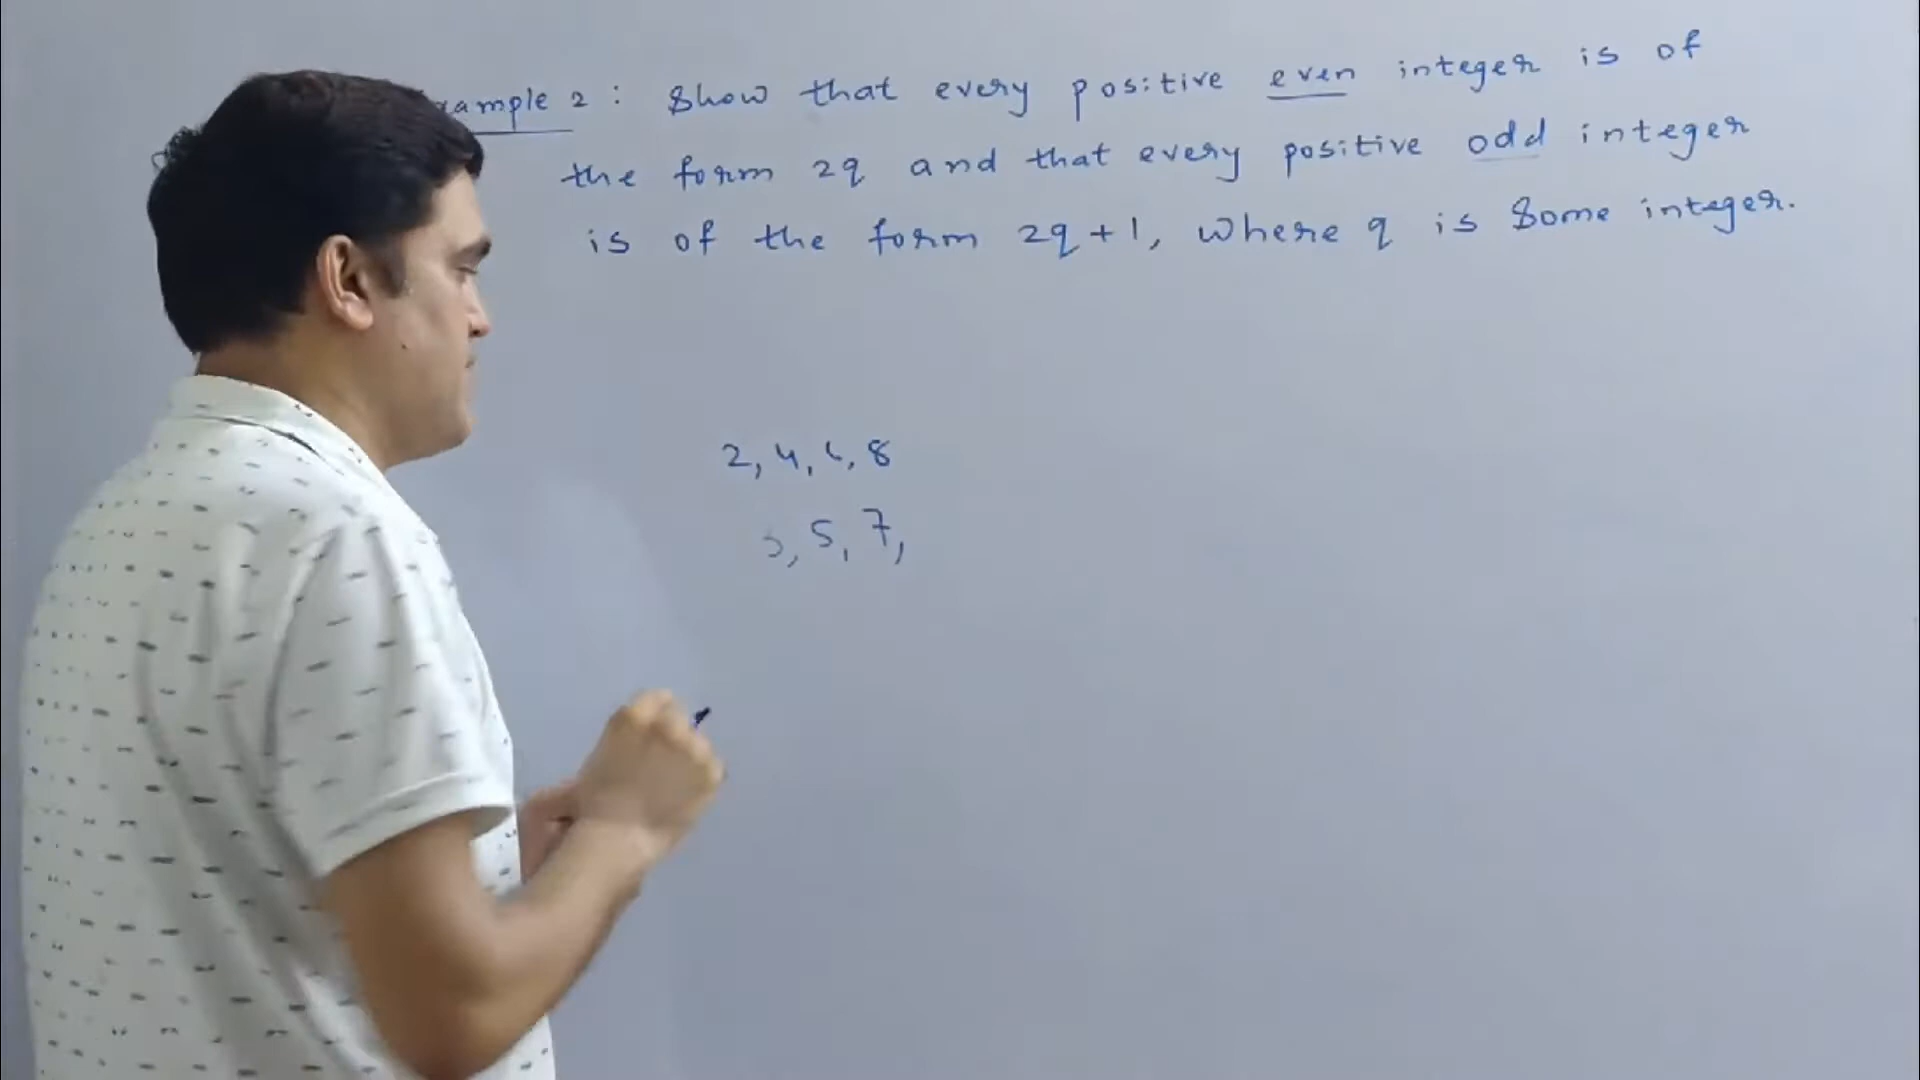 xample 2 : Show that every positive even integer is of
the form 2q and that every positive odd integer
is of the form 2q + 1, where q is some integer.
2, 4, 6, 8
5, 7,